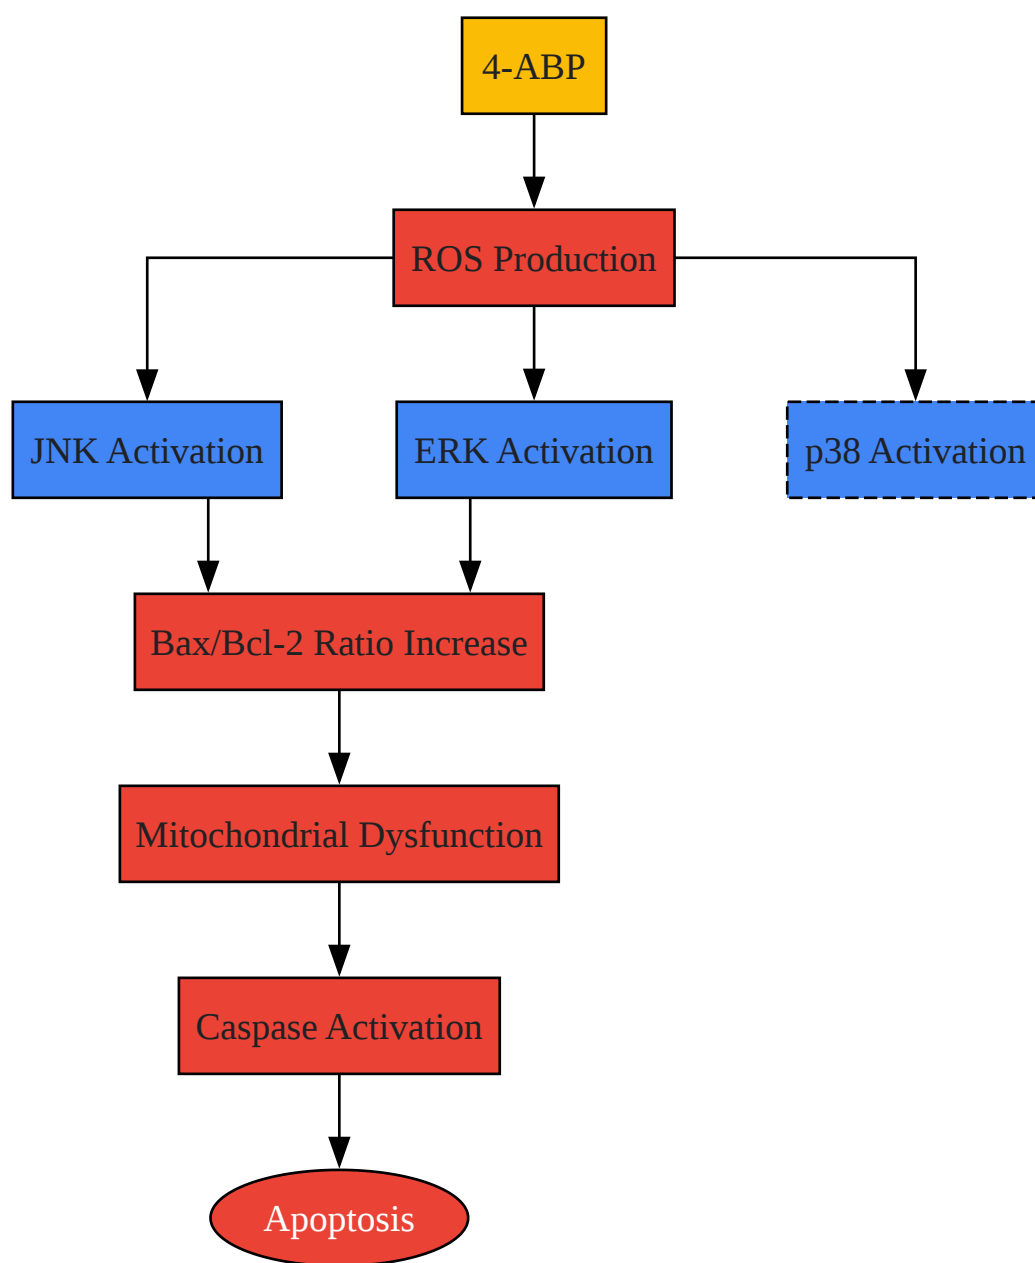 4-ABP
ROS Production
JNK Activation
ERK Activation
p38 Activation
Bax/Bcl-2 Ratio Increase
Mitochondrial Dysfunction
Caspase Activation
Apoptosis